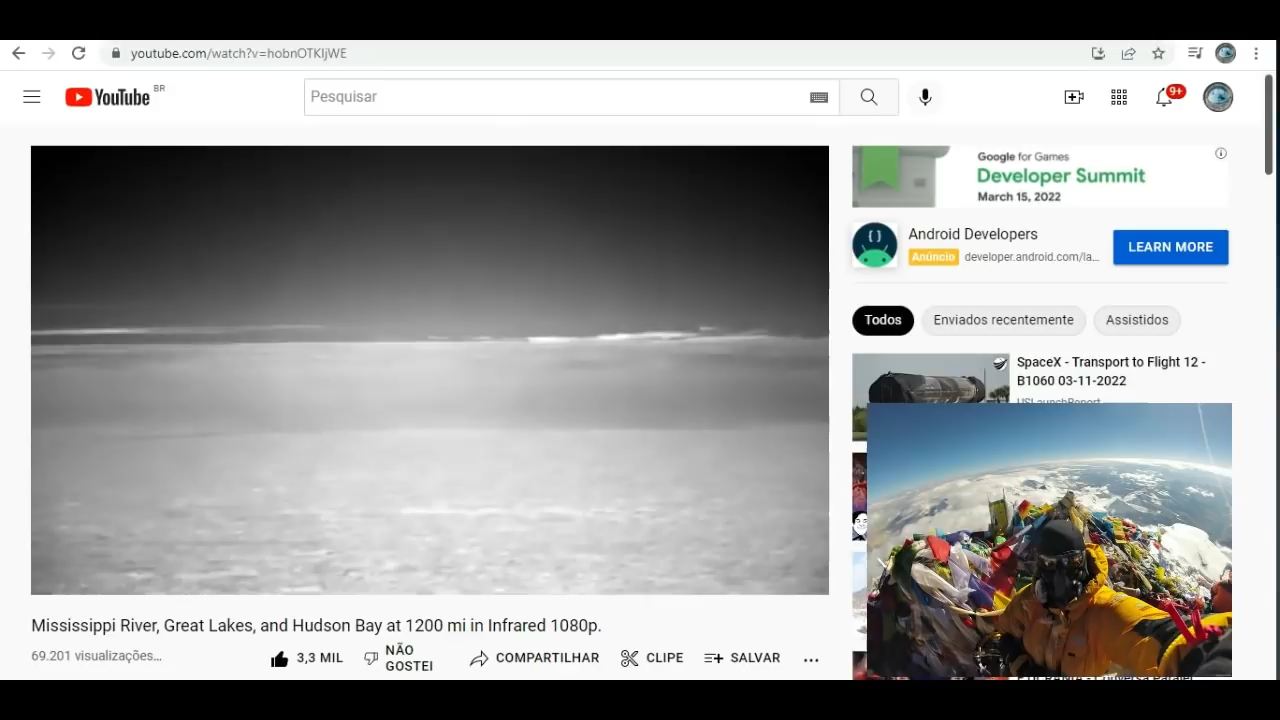 youtube.com/watch?v=hobnOTKIjWE
YouTube BR
Pesquisar
9+
Google for Games
Developer Summit
March 15, 2022
Android Developers
Anúncio developer.android.com/la...
LEARN MORE
Todos
Enviados recentemente
Assistidos
SpaceX - Transport to Flight 12 -
B1060 03-11-2022
USLaunchReport
Mississippi River, Great Lakes, and Hudson Bay at 1200 mi in Infrared 1080p.
69.201 visualizações...
3,3 MIL
NÃO
GOSTEI
COMPARTILHAR
CLIPE
SALVAR